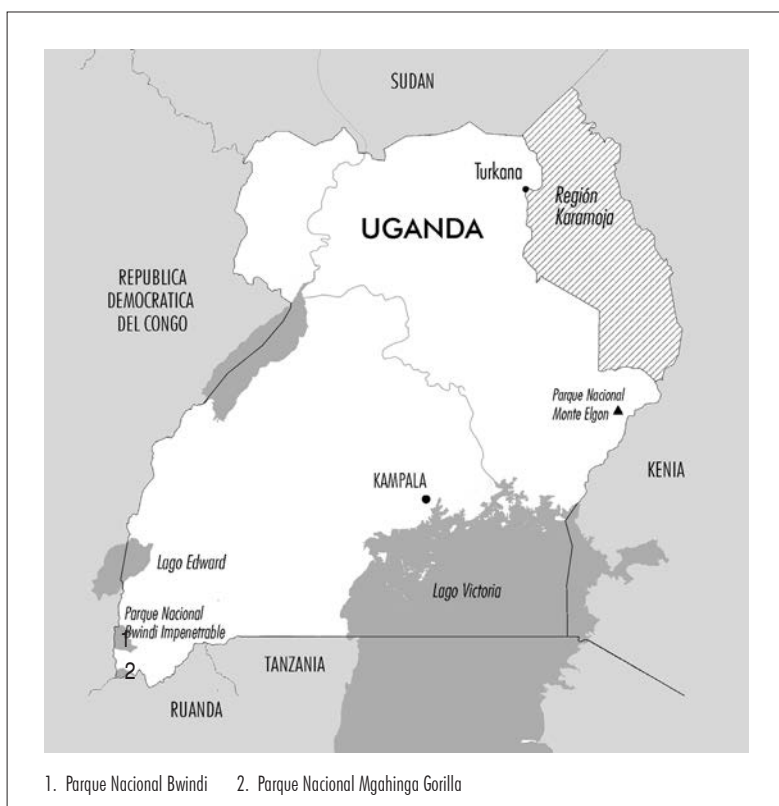 SUDAN
Turkana
Región
Karamoja
UGANDA
REPUBLICA
DEMOCRATICA
DEL CONGO
Parque Nacional
Monte Elgon
KENIA
KAMPALA
Lago Edward
Lago Victoria
Parque Nacional
Bwindi Impenetrable
1
2
TANZANIA
RUANDA
1. Parque Nacional Bwindi 2. Parque Nacional Mgahinga Gorilla